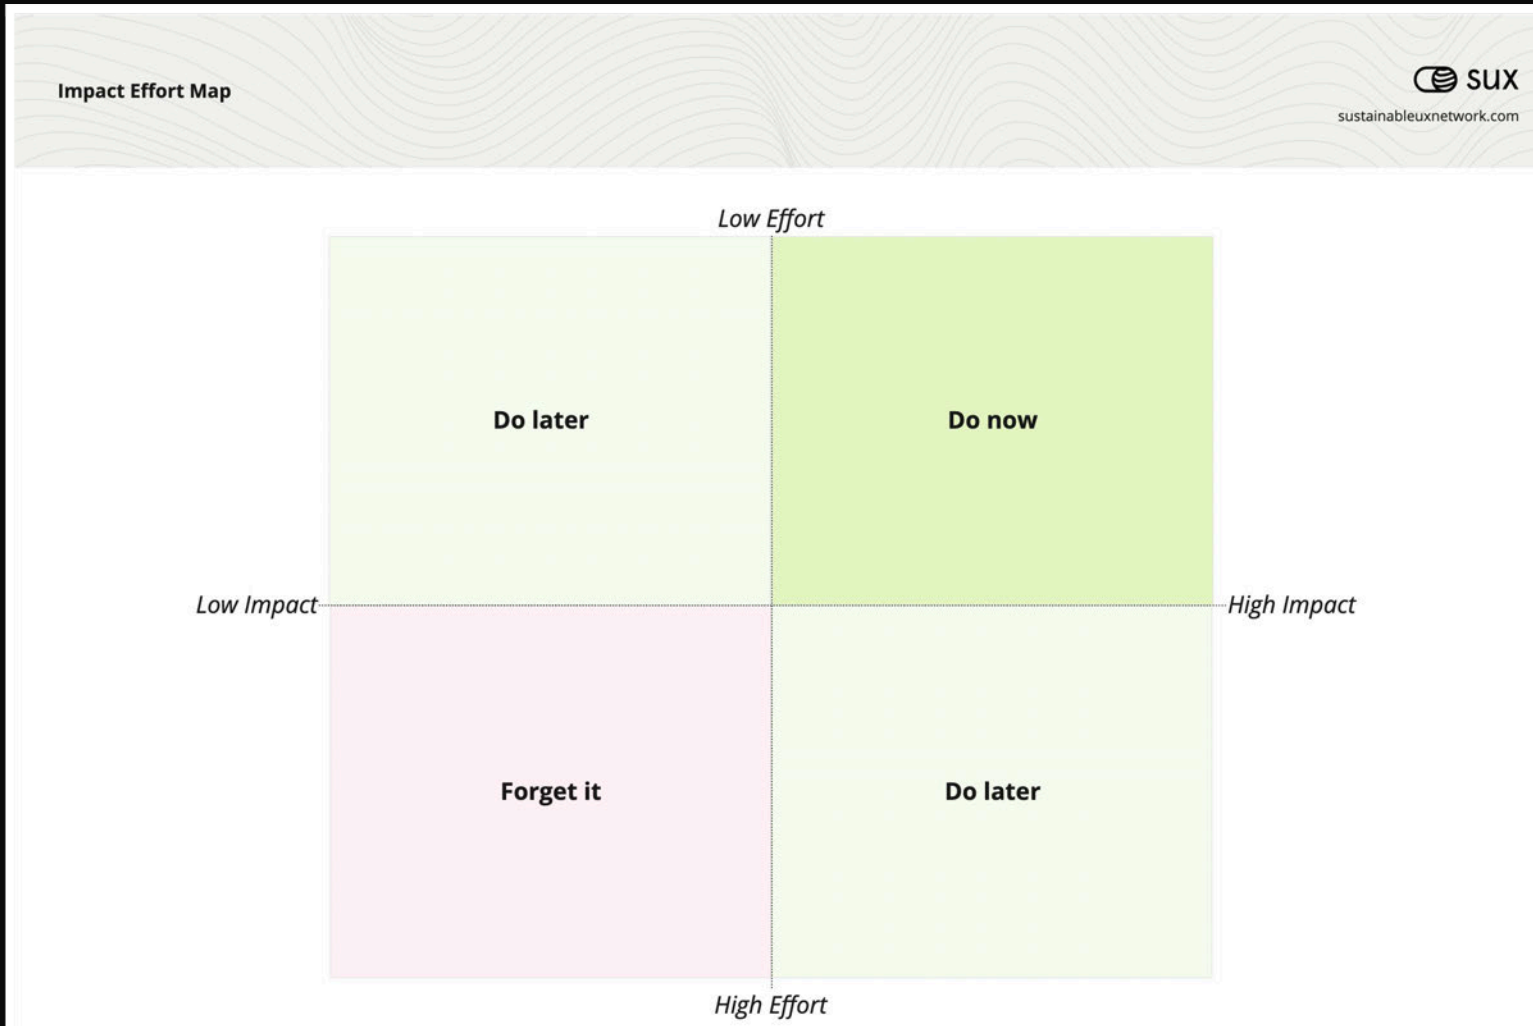 Impact Effort Map
sux
sustainableuxnetwork.com
Low Effort
Do later
Do now
Low Impact
High Impact
Forget it
Do later
High Effort